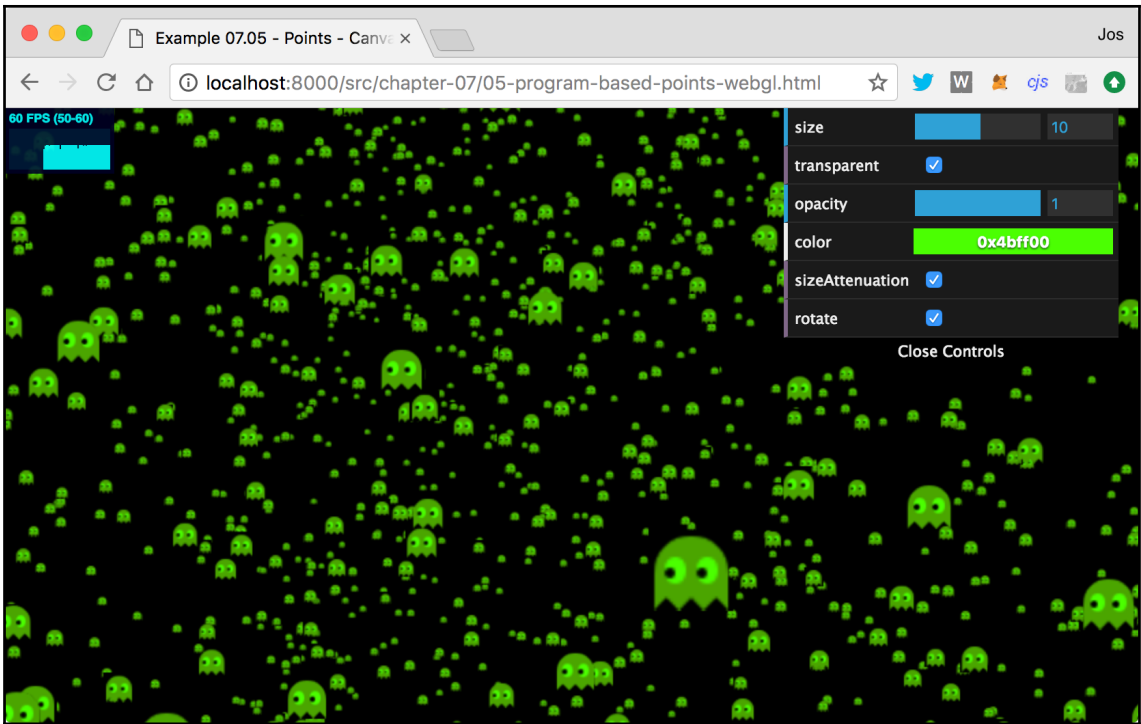 Example 07.05 - Points - Canva
Jos
localhost:8000/src/chapter-07/05-program-based-points-webgl.html
W
cjs
60 FPS (50-60)
size 10
transparent
opacity 1
color 0x4bff00
sizeAttenuation
rotate
Close Controls